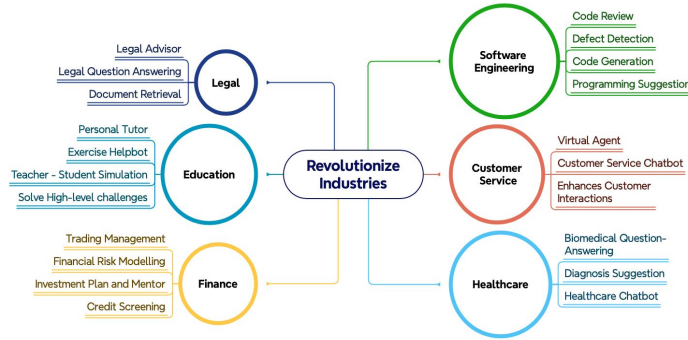 Legal Advisor
Legal Question Answering
Document Retrieval
Legal
Personal Tutor
Exercise Helpbot
Teacher - Student Simulation
Solve High-level challenges
Education
Trading Management
Financial Risk Modelling
Investment Plan and Mentor
Credit Screening
Finance
Revolutionize
Industries
Software
Engineering
Code Review
Defect Detection
Code Generation
Programming Suggestion
Customer
Service
Virtual Agent
Customer Service Chatbot
Enhances Customer
Interactions
Healthcare
Biomedical Question-
Answering
Diagnosis Suggestion
Healthcare Chatbot